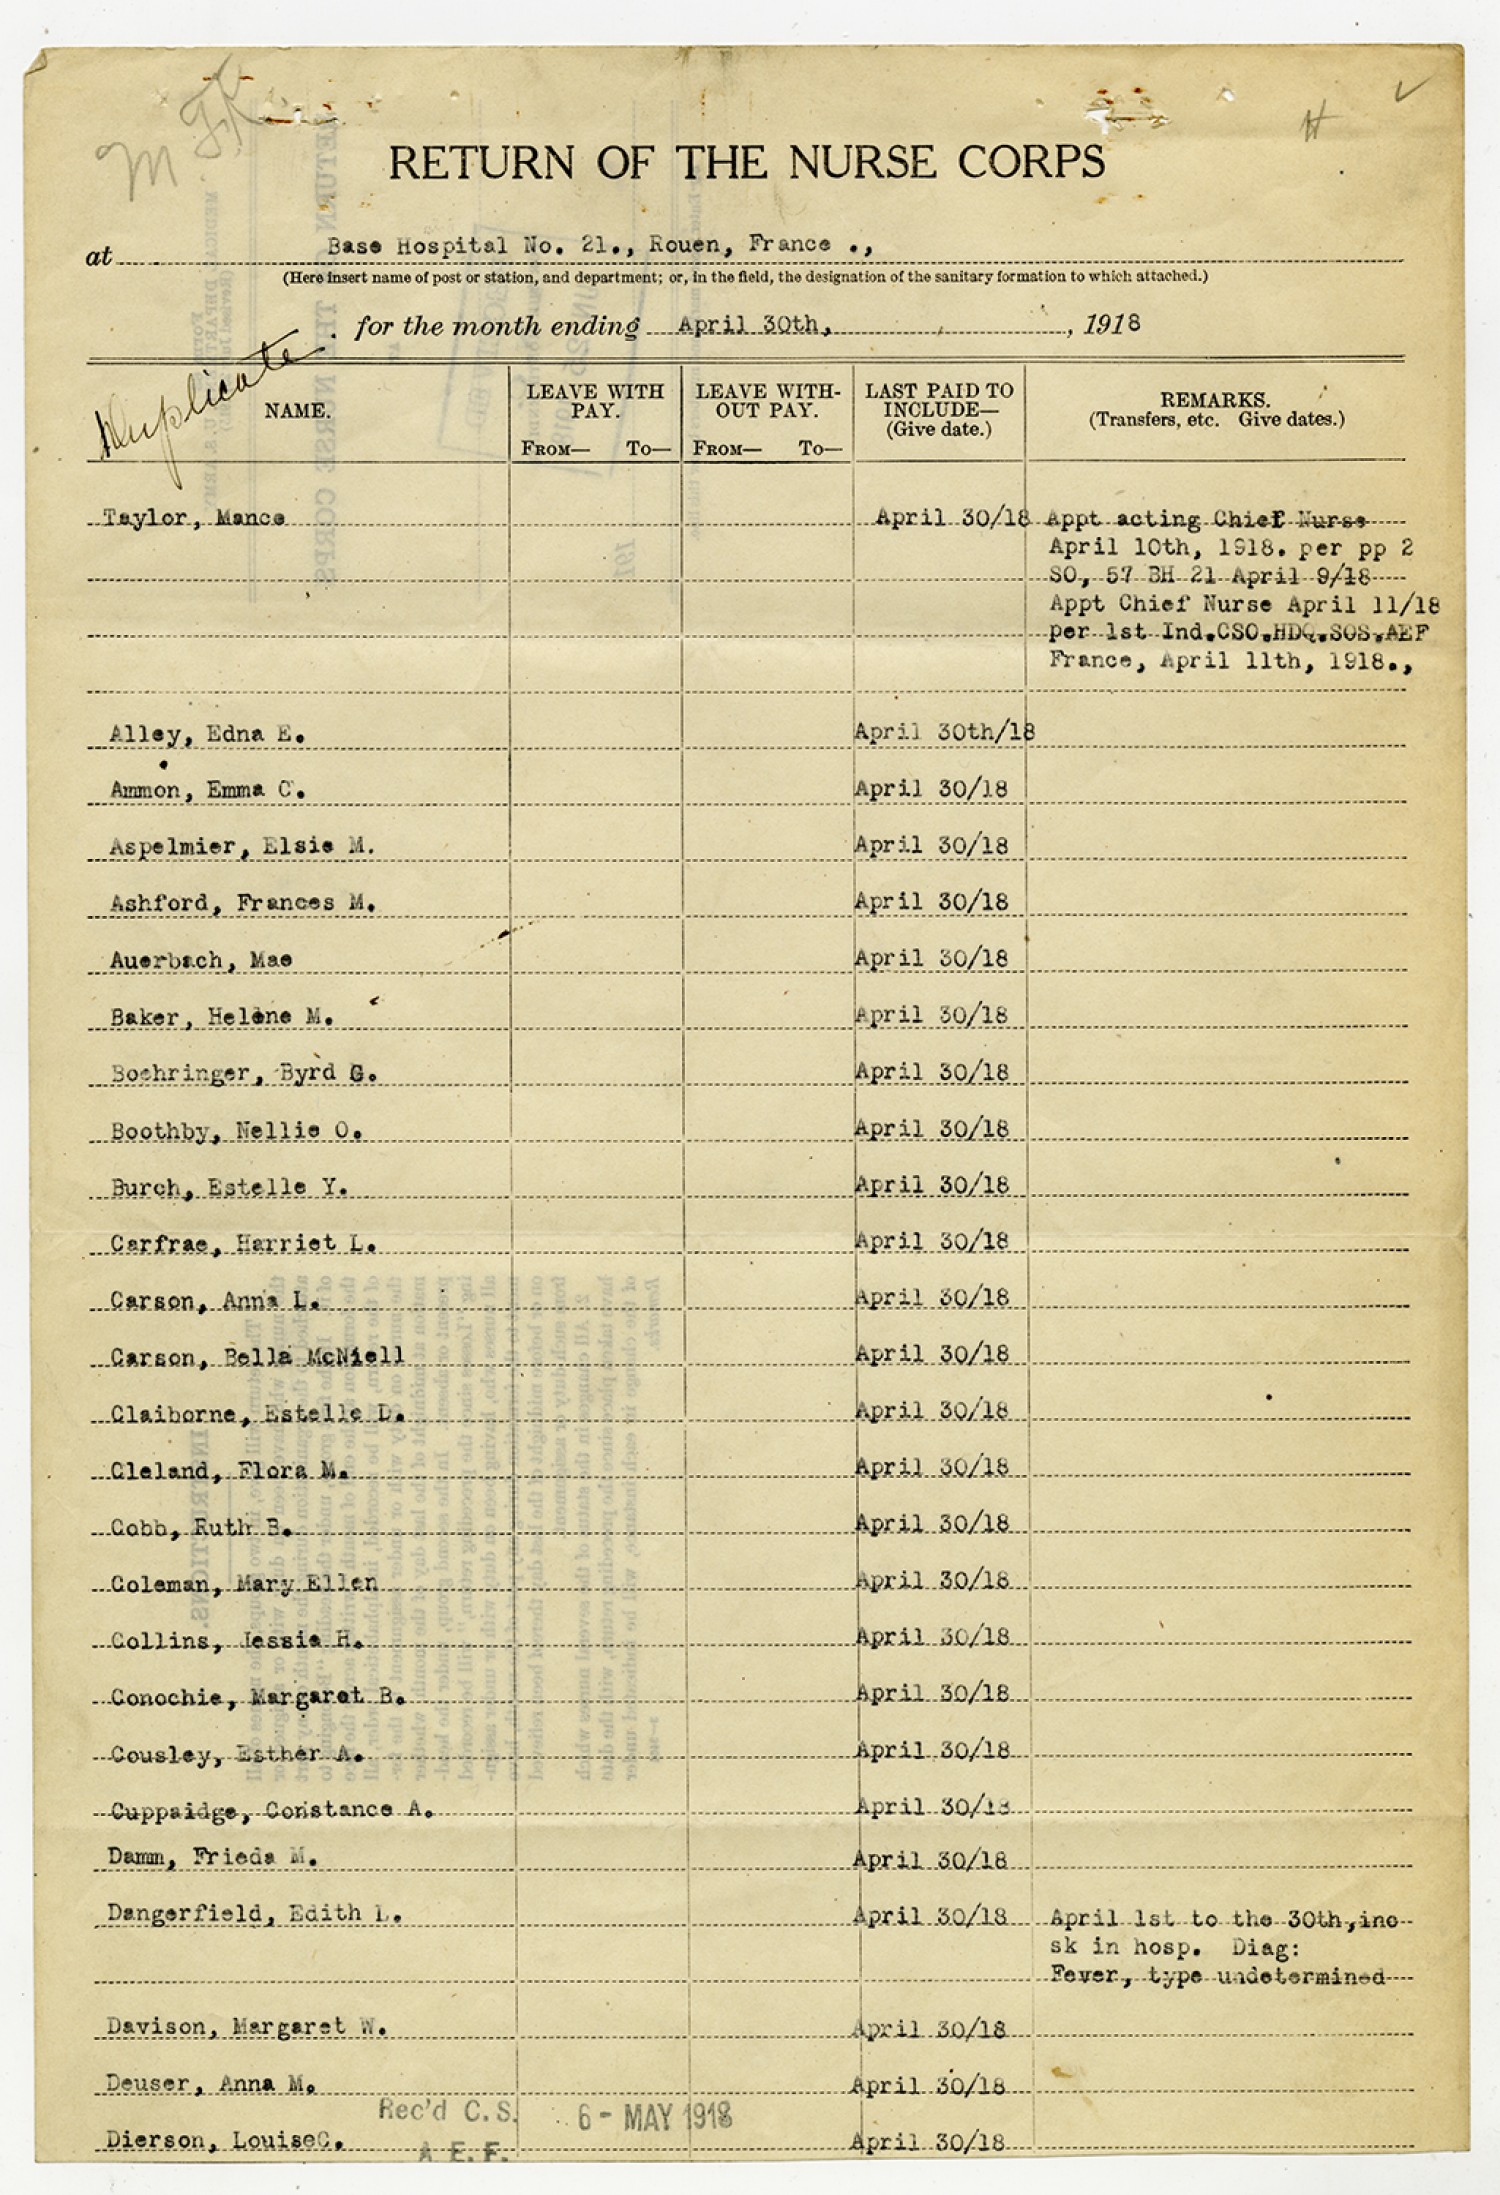 M. FK
H ✓
RETURN OF THE NURSE CORPS
at Base Hospital No. 21., Rouen, France .,
(Here insert name of post or station, and department; or, in the field, the designation of the sanitary formation to which attached.)
for the month ending April 30th, , 1918
Duplicate
NAME. LEAVE WITH PAY. FROM— TO— LEAVE WITH-OUT PAY. FROM— TO— LAST PAID TO INCLUDE— (Give date.) REMARKS. (Transfers, etc. Give dates.)
Taylor, Mance April 30/18 Appt acting Chief Nurse
April 10th, 1918. per pp 2
SO, 57 BH 21 April 9/18
Appt Chief Nurse April 11/18
per 1st Ind.CSO.HDQ.SOS.AEF
France, April 11th, 1918.,
Alley, Edna E. April 30th/18
Ammon, Emma C. April 30/18
Aspelmier, Elsie M. April 30/18
Ashford, Frances M. April 30/18
Auerbach, Mae April 30/18
Baker, Helene M. April 30/18
Boehringer, Byrd G. April 30/18
Boothby, Nellie O. April 30/18
Burch, Estelle Y. April 30/18
Carfrae, Harriet L. April 30/18
Carson, Anna L. April 30/18
Carson, Bella McNiell April 30/18
Claiborne, Estelle D. April 30/18
Cleland, Flora M. April 30/18
Cobb, Ruth B. April 30/18
Coleman, Mary Ellen April 30/18
Collins, Jessie H. April 30/18
Conochie, Margaret B. April 30/18
Cousley, Esther A. April 30/18
Cuppaidge, Constance A. April 30/18
Damm, Frieda M. April 30/18
Dangerfield, Edith L. April 30/18 April 1st to the 30th,inc
sk in hosp. Diag:
Fever, type undetermined
Davison, Margaret W. April 30/18
Deuser, Anna M. April 30/18
Rec'd C.S. 6 - MAY 1918
Dierson, LouiseC. April 30/18
A E. F.